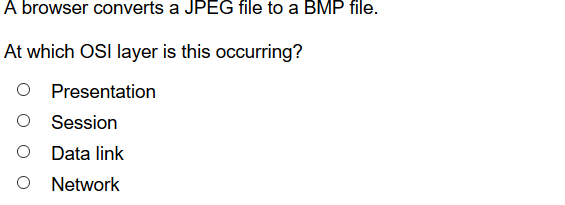 A browser converts a JPEG file to a BMP file.
At which OSI layer is this occurring?
Presentation
Session
Data link
Network